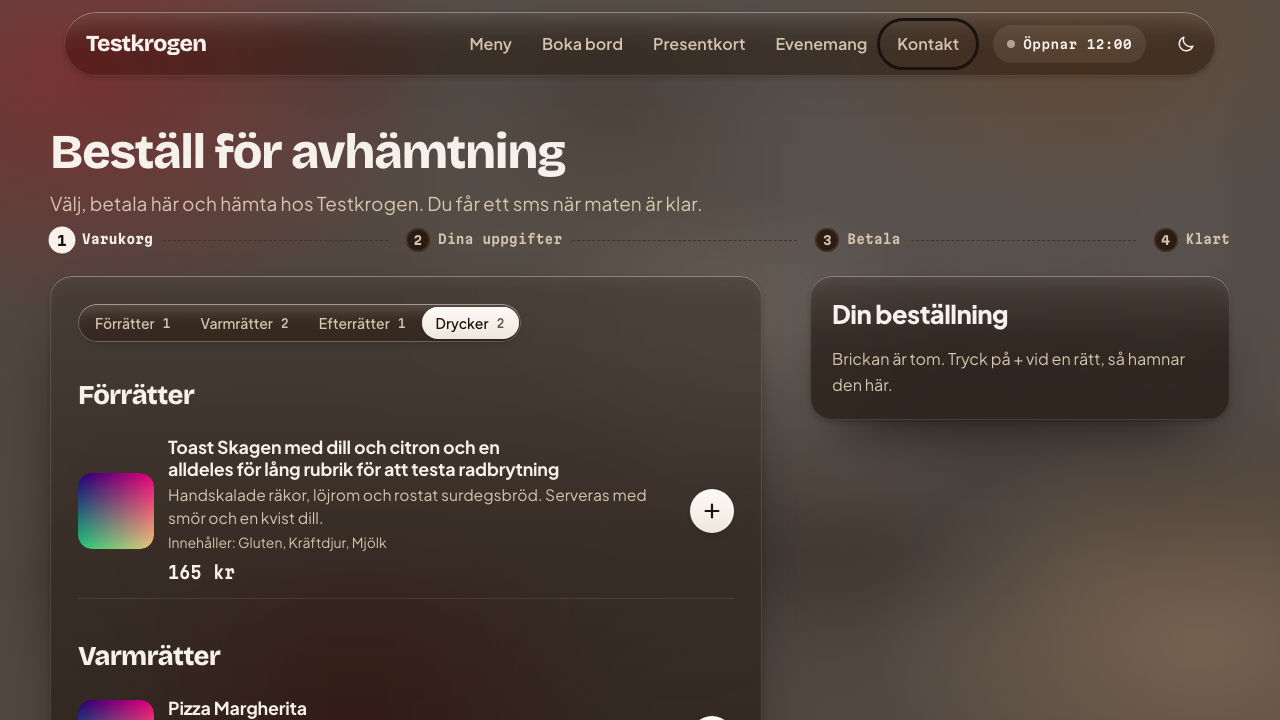 Testkrogen
Meny
Boka bord
Presentkort
Evenemang
Kontakt
Öppnar 12:00
Beställ för avhämtning
Välj, betala här och hämta hos Testkrogen. Du får ett sms när maten är klar.
1 Varukorg
2 Dina uppgifter
3 Betala
4 Klart
Förrätter 1
Varmrätter 2
Efterrätter 1
Drycker 2
Förrätter
Toast Skagen med dill och citron och en
alldeles för lång rubrik för att testa radbrytning
Handskalade räkor, löjrom och rostat surdegsbröd. Serveras med
smör och en kvist dill.
Innehåller: Gluten, Kräftdjur, Mjölk
165 kr
+
Varmrätter
Pizza Margherita
Din beställning
Brickan är tom. Tryck på + vid en rätt, så hamnar
den här.